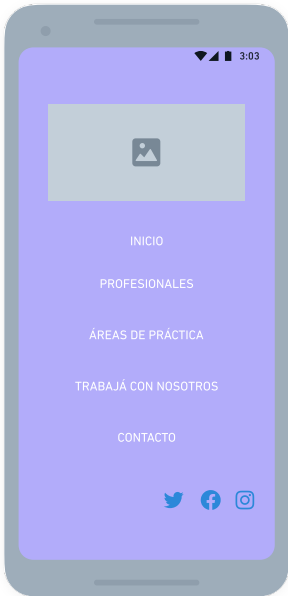 3:03
INICIO
PROFESIONALES
ÁREAS DE PRÁCTICA
TRABAJÁ CON NOSOTROS
CONTACTO